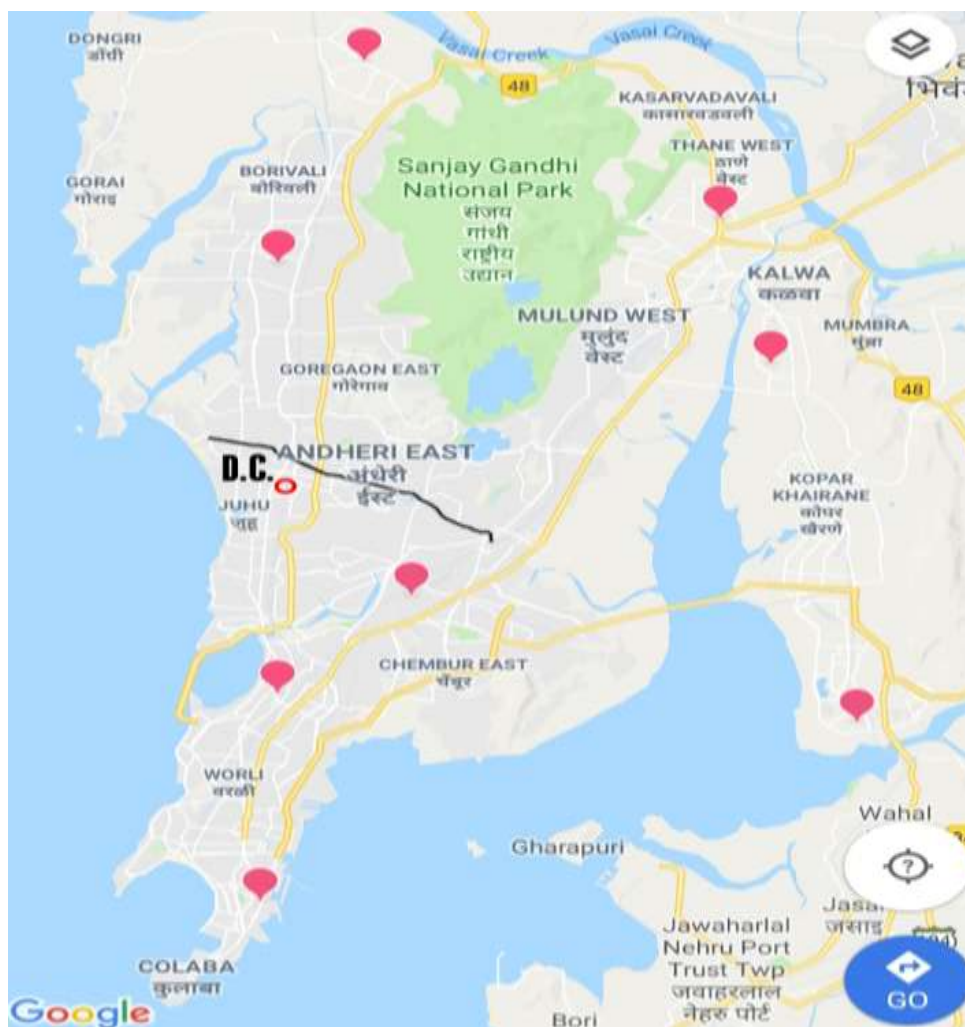 DONGRI
डोंगरी
Vasai Creek
Vasai Creek
48
KASARVADAVALI
कासारवडवली
भिवं
THANE WEST
ठाणे
वेस्ट
BORIVALI
बोरिवली
GORAI
गोराई
Sanjay Gandhi
National Park
संजय
गांधी
राष्ट्रीय
उद्यान
KALWA
कळवा
MULUND WEST
मुलुंड
वेस्ट
MUMBRA
मुंब्रा
GOREGAON EAST
गोरेगाव
48
ANDHERI EAST
अंधेरी
ईस्ट
D.C.
JUHU
जुहू
KOPAR
KHAIRANE
कोपर
खैरणे
CHEMBUR EAST
चेंबूर
WORLI
वरळी
Gharapuri
Wahal
?
Jasai
जसाइ
Jawaharlal
Nehru Port
Trust Twp
जवाहरलाल
नेहरु पोर्ट
COLABA
कुलाबा
GO
Google
Bori